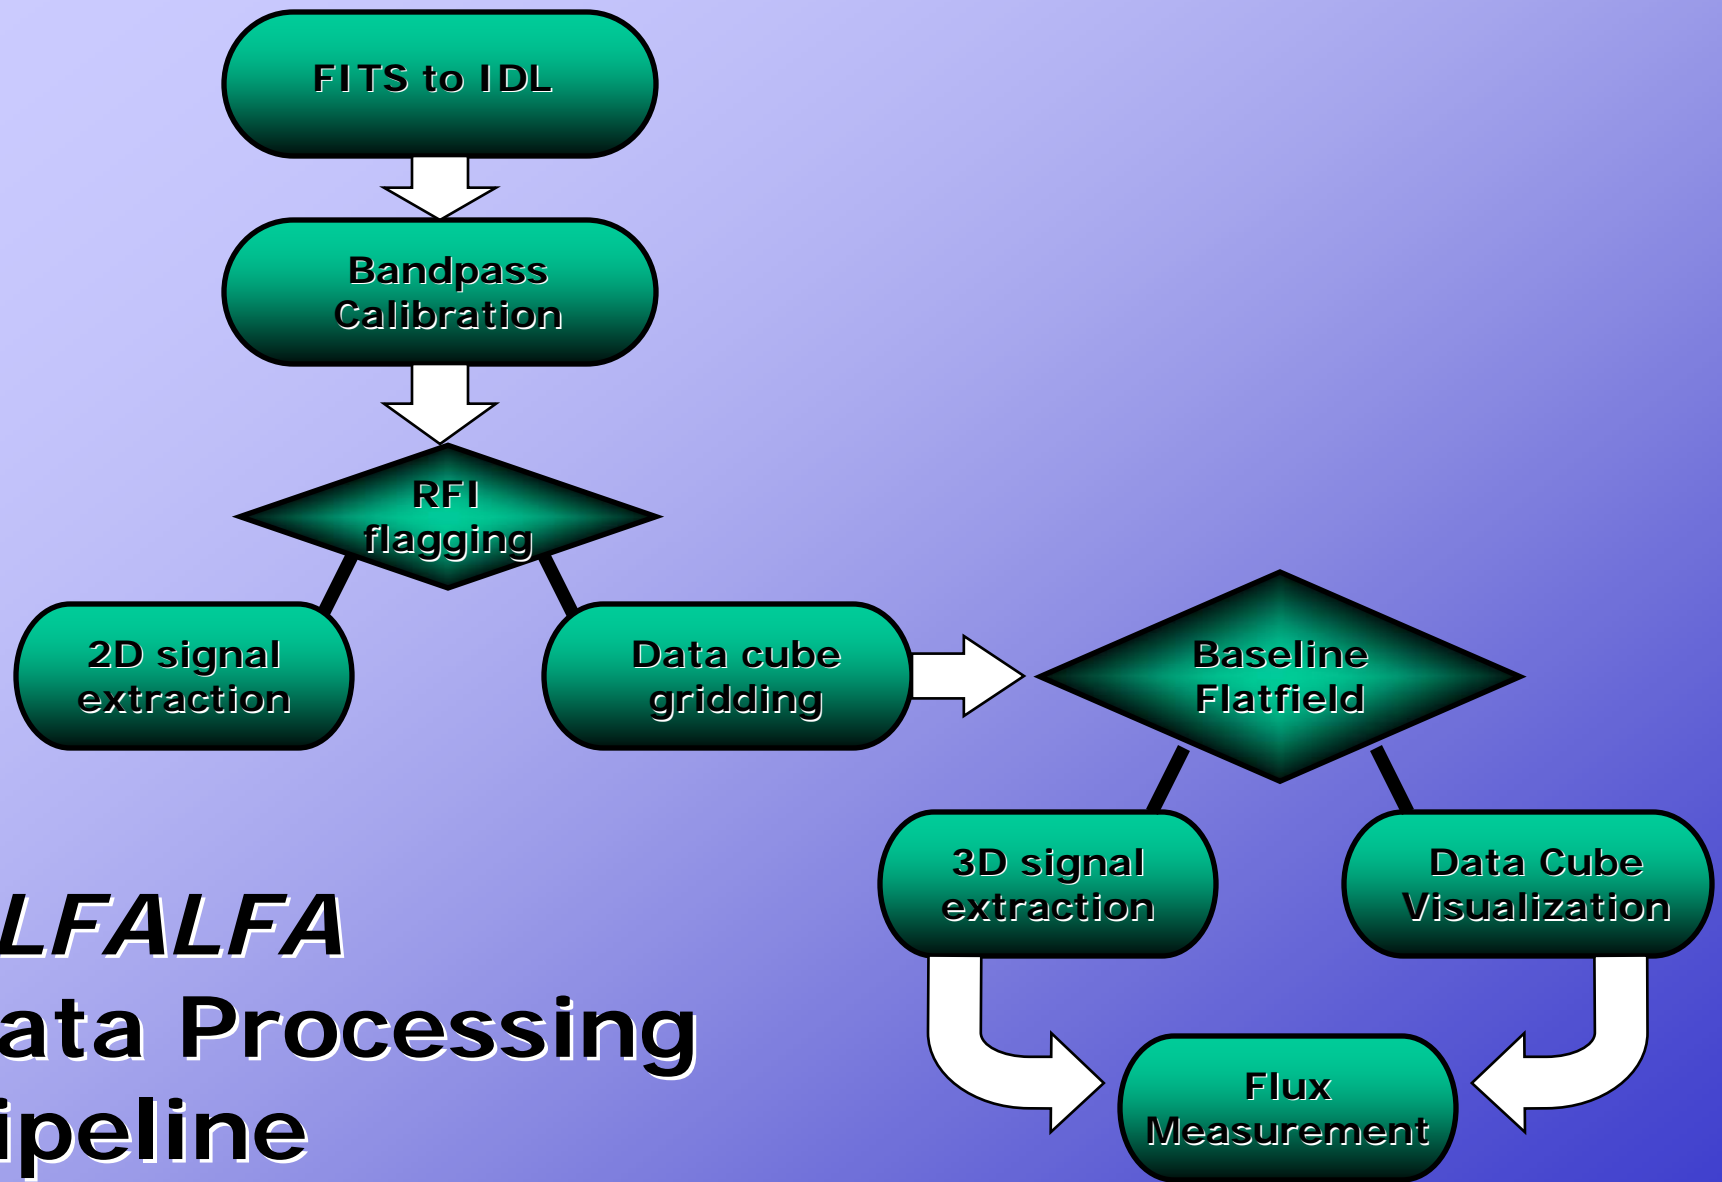 FITS to IDL
Bandpass
Calibration
RFI
flagging
2D signal
extraction
Data cube
gridding
Baseline
Flatfield
3D signal
extraction
Data Cube
Visualization
Flux
Measurement
LFALFA
ata Processing
ipeline